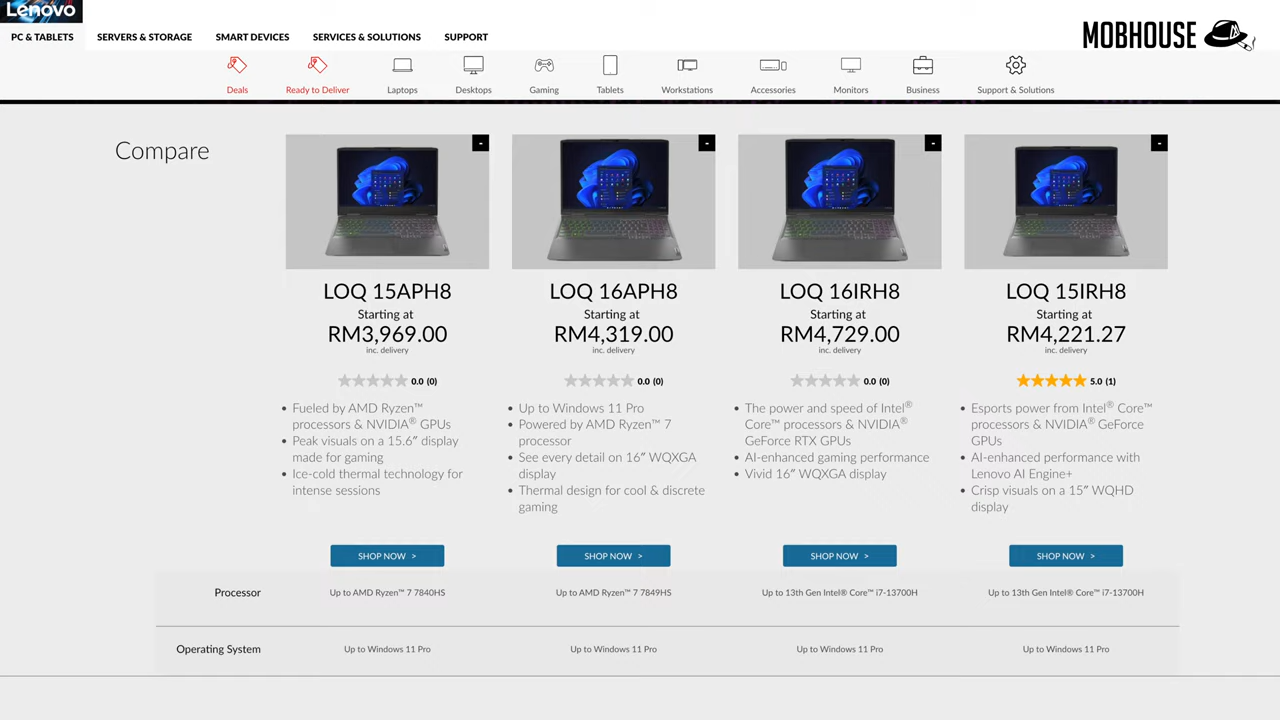 Lenovo
PC & TABLETS SERVERS & STORAGE SMART DEVICES SERVICES & SOLUTIONS SUPPORT
MOBHOUSE
Deals Ready to Deliver Laptops Desktops Gaming Tablets Workstations Accessories Monitors Business Support & Solutions
Compare
LOQ 15APH8
Starting at
RM3,969.00
inc. delivery
0.0 (0)
• Fueled by AMD Ryzen™
processors & NVIDIA® GPUs
• Peak visuals on a 15.6″ display
made for gaming
• Ice-cold thermal technology for
intense sessions
SHOP NOW >
LOQ 16APH8
Starting at
RM4,319.00
inc. delivery
0.0 (0)
• Up to Windows 11 Pro
• Powered by AMD Ryzen™ 7
processor
• See every detail on 16″ WQXGA
display
• Thermal design for cool & discrete
gaming
SHOP NOW >
LOQ 16IRH8
Starting at
RM4,729.00
inc. delivery
0.0 (0)
• The power and speed of Intel®
Core™ processors & NVIDIA®
GeForce RTX GPUs
• AI-enhanced gaming performance
• Vivid 16″ WQXGA display
SHOP NOW >
LOQ 15IRH8
Starting at
RM4,221.27
inc. delivery
5.0 (1)
• Esports power from Intel® Core™
processors & NVIDIA® GeForce
GPUs
• AI-enhanced performance with
Lenovo AI Engine+
• Crisp visuals on a 15″ WQHD
display
SHOP NOW >
Processor Up to AMD Ryzen™ 7 7840HS Up to AMD Ryzen™ 7 7849HS Up to 13th Gen Intel® Core™ i7-13700H Up to 13th Gen Intel® Core™ i7-13700H
Operating System Up to Windows 11 Pro Up to Windows 11 Pro Up to Windows 11 Pro Up to Windows 11 Pro